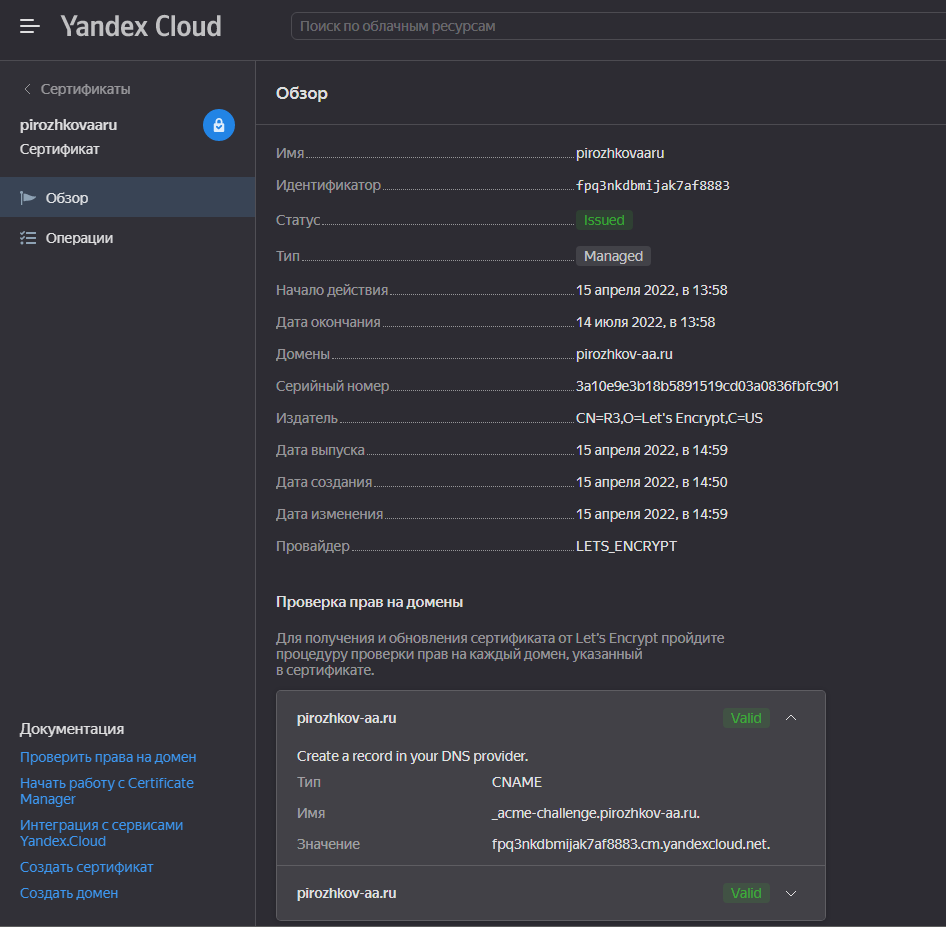 Yandex Cloud
Поиск по облачным ресурсам
Сертификаты
pirozhkovaaru
Сертификат
Обзор
Операции
Документация
Проверить права на домен
Начать работу с Certificate
Manager
Интеграция с сервисами
Yandex.Cloud
Создать сертификат
Создать домен
Обзор
Имя pirozhkovaaru
Идентификатор fpq3nkdbmijak7af8883
Статус Issued
Тип Managed
Начало действия 15 апреля 2022, в 13:58
Дата окончания 14 июля 2022, в 13:58
Домены pirozhkov-aa.ru
Серийный номер 3a10e9e3b18b5891519cd03a0836fbfc901
Издатель CN=R3,O=Let's Encrypt,C=US
Дата выпуска 15 апреля 2022, в 14:59
Дата создания 15 апреля 2022, в 14:50
Дата изменения 15 апреля 2022, в 14:59
Провайдер LETS_ENCRYPT
Проверка прав на домены
Для получения и обновления сертификата от Let's Encrypt пройдите
процедуру проверки прав на каждый домен, указанный
в сертификате.
pirozhkov-aa.ru Valid
Create a record in your DNS provider.
Тип CNAME
Имя _acme-challenge.pirozhkov-aa.ru.
Значение fpq3nkdbmijak7af8883.cm.yandexcloud.net.
pirozhkov-aa.ru Valid